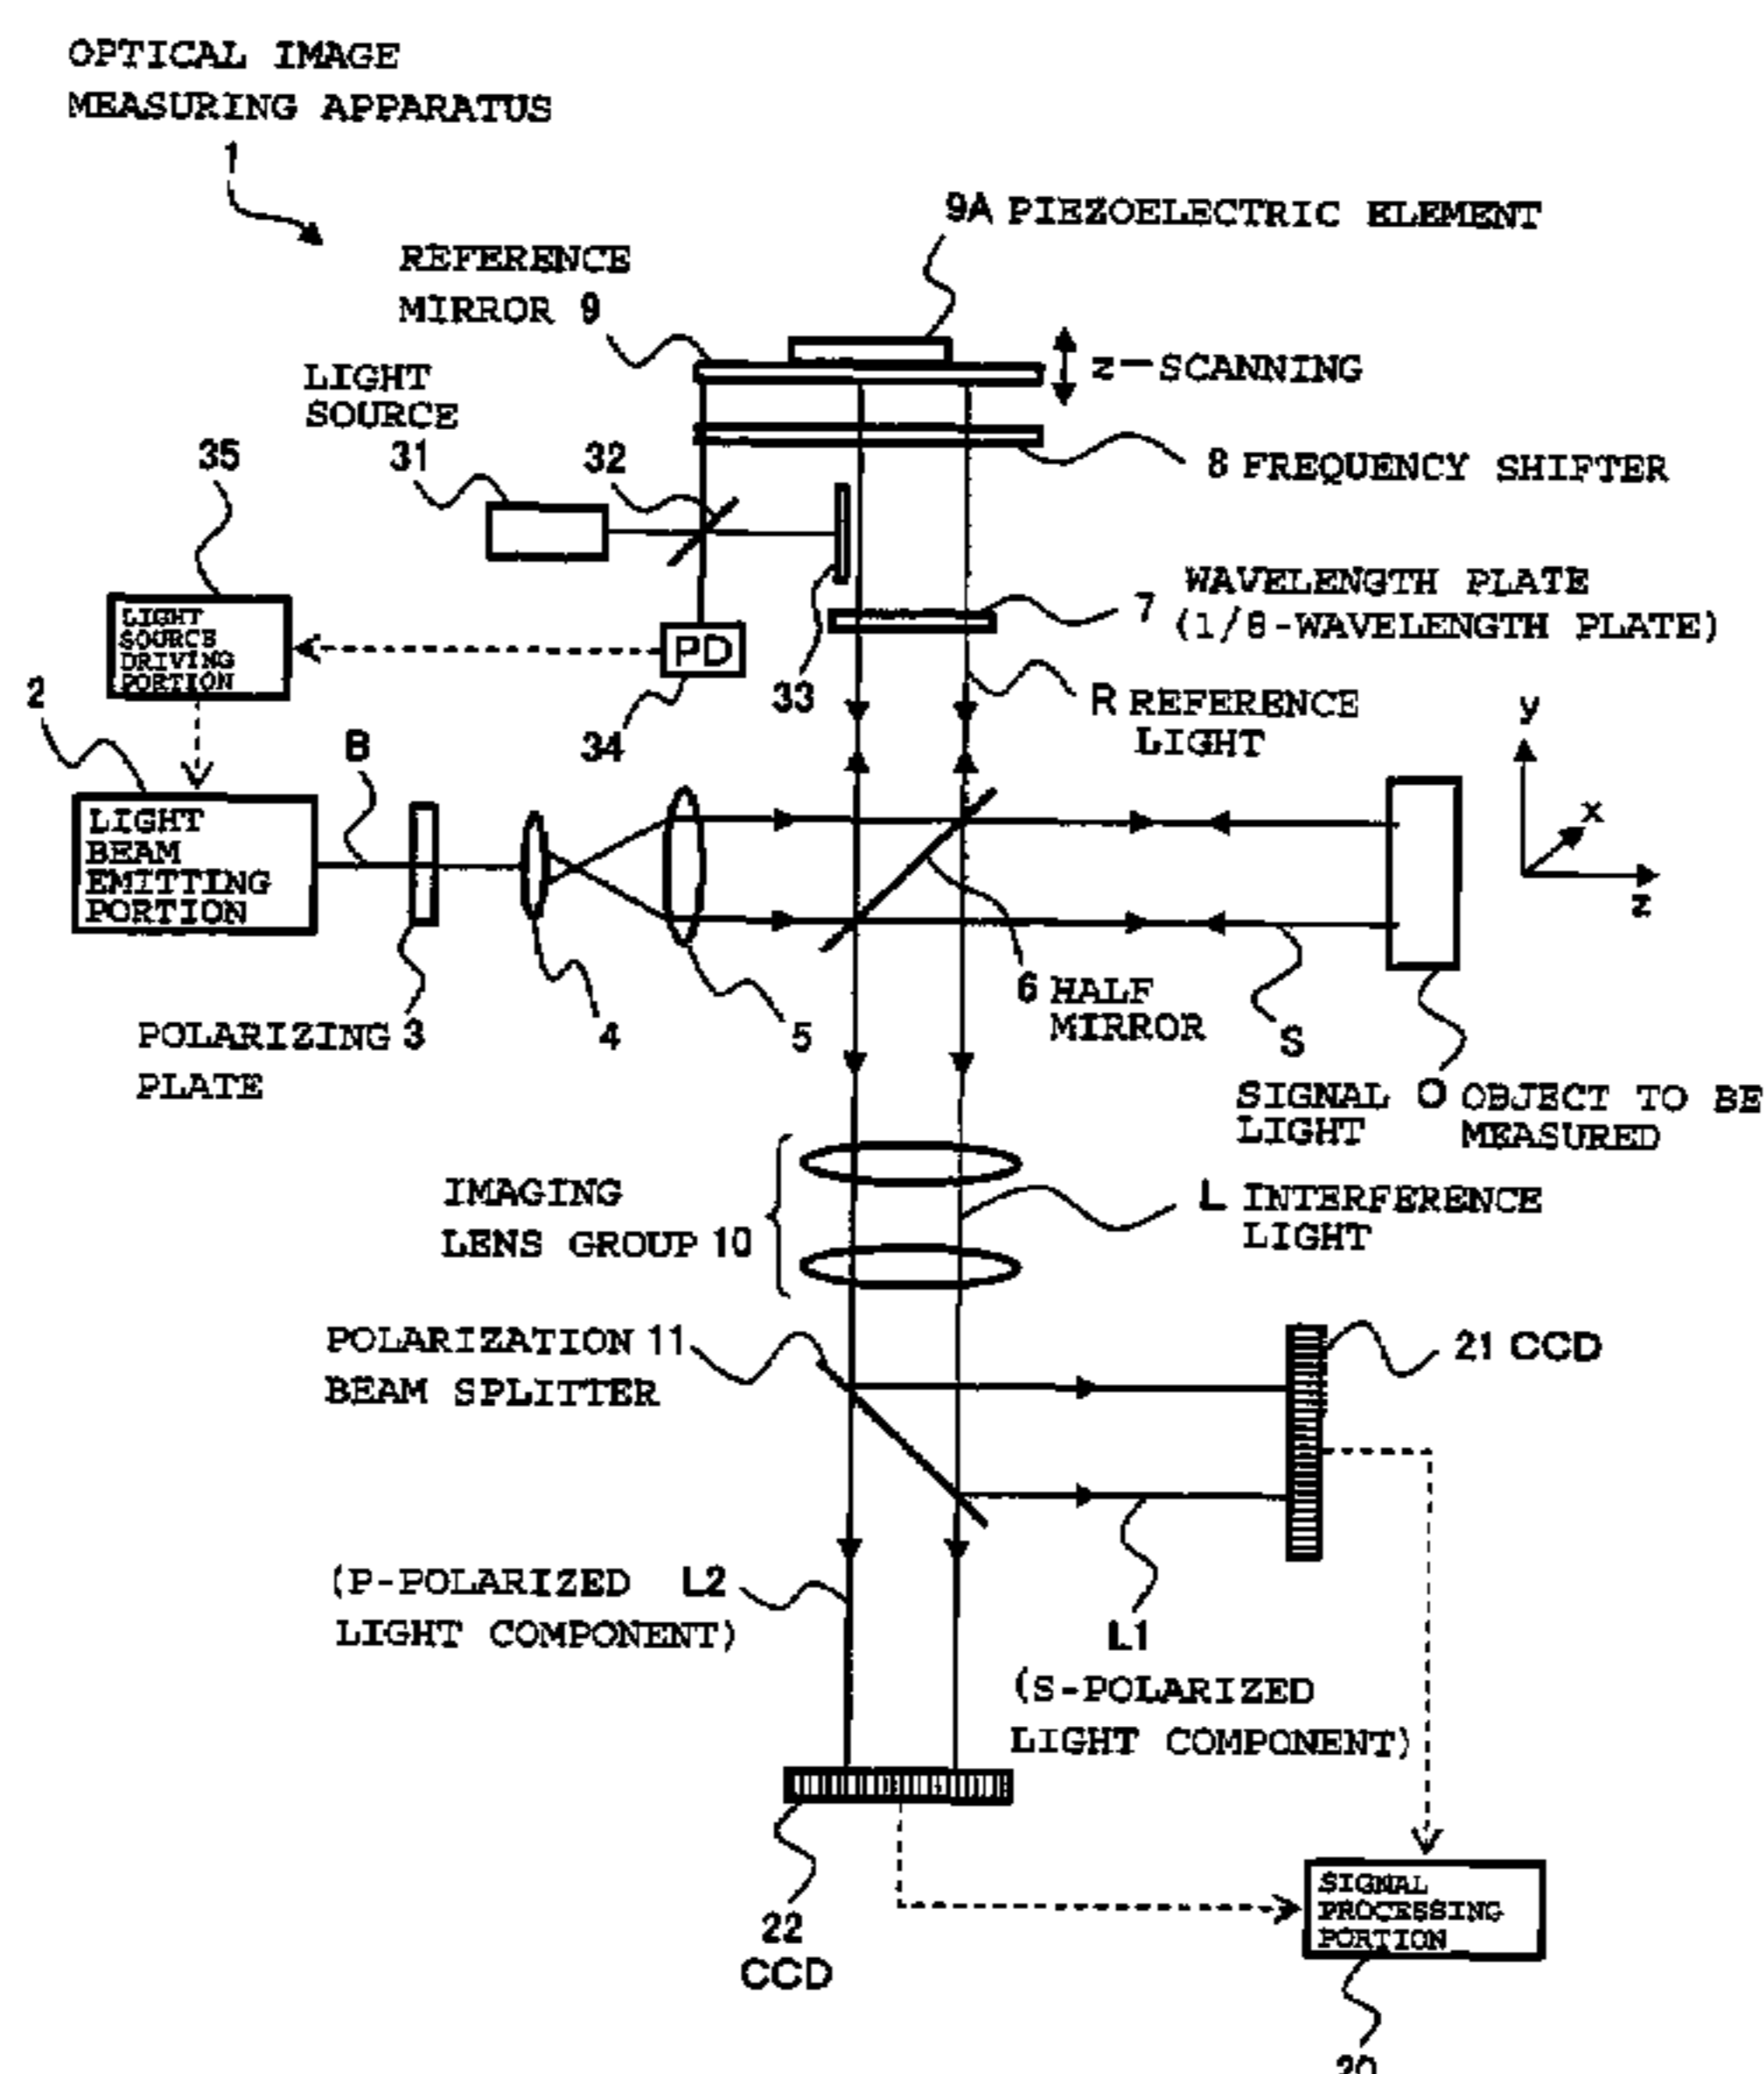 OPTICAL IMAGE
MEASURING APPARATUS
1
9A PIEZOELECTRIC ELEMENT
REFERENCE
MIRROR 9
z-SCANNING
LIGHT
SOURCE
31
32
35
8 FREQUENCY SHIFTER
LIGHT
SOURCE
DRIVING
PORTION
PD
33
34
7 WAVELENGTH PLATE
(1/8-WAVELENGTH PLATE)
R REFERENCE
LIGHT
y
x
z
2
B
LIGHT
BEAM
EMITTING
PORTION
POLARIZING 3
PLATE
4
5
6 HALF
MIRROR
S
SIGNAL
LIGHT
O OBJECT TO BE
MEASURED
IMAGING
LENS GROUP 10
L INTERFERENCE
LIGHT
POLARIZATION 11
BEAM SPLITTER
21 CCD
(P-POLARIZED L2
LIGHT COMPONENT)
L1
(S-POLARIZED
LIGHT COMPONENT)
22
CCD
SIGNAL
PROCESSING
PORTION
20